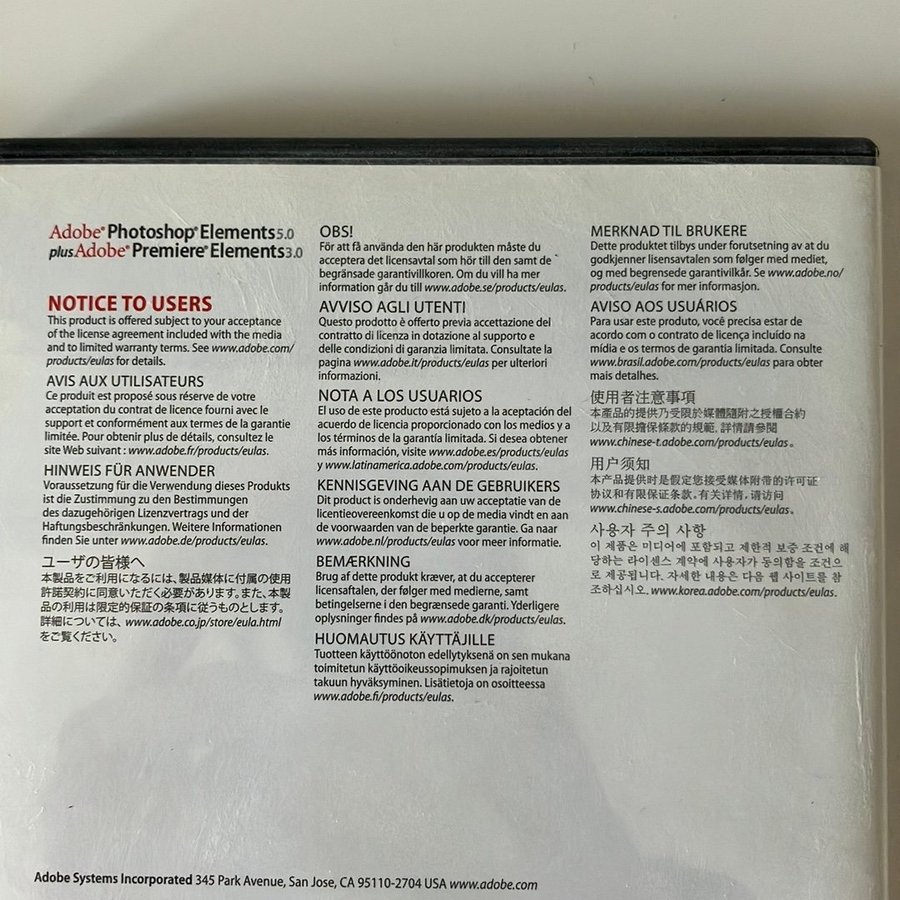 Adobe® Photoshop® Elements 5.0
plus Adobe® Premiere® Elements 3.0
NOTICE TO USERS
This product is offered subject to your acceptance
of the license agreement included with the media
and to limited warranty terms. See www.adobe.com/
products/eulas for details.
AVIS AUX UTILISATEURS
Ce produit est proposé sous réserve de votre
acceptation du contrat de licence fourni avec le
support et conformément aux termes de la garantie
limitée. Pour obtenir plus de détails, consultez le
site Web suivant : www.adobe.fr/products/eulas.
HINWEIS FÜR ANWENDER
Voraussetzung für die Verwendung dieses Produkts
ist die Zustimmung zu den Bestimmungen
des dazugehörigen Lizenzvertrags und der
Haftungsbeschränkungen. Weitere Informationen
finden Sie unter www.adobe.de/products/eulas.
ユーザの皆様へ
本製品をご利用になるには、製品媒体に付属の使用
許諾契約に同意いただく必要があります。また、本製
品の利用は限定的保証の条項に従うものとします。
詳細については、www.adobe.co.jp/store/eula.html
をご覧ください。
OBS!
För att få använda den här produkten måste du
acceptera det licensavtal som hör till den samt de
begränsade garantivillkoren. Om du vill ha mer
information går du till www.adobe.se/products/eulas.
AVVISO AGLI UTENTI
Questo prodotto è offerto previa accettazione del
contratto di licenza in dotazione al supporto e
delle condizioni di garanzia limitata. Consultate la
pagina www.adobe.it/products/eulas per ulteriori
informazioni.
NOTA A LOS USUARIOS
El uso de este producto está sujeto a la aceptación del
acuerdo de licencia proporcionado con los medios y a
los términos de la garantía limitada. Si desea obtener
más información, visite www.adobe.es/products/eulas
y www.latinamerica.adobe.com/products/eulas.
KENNISGEVING AAN DE GEBRUIKERS
Dit product is onderhevig aan uw acceptatie van de
licentieovereenkomst die u op de media vindt en aan
de voorwaarden van de beperkte garantie. Ga naar
www.adobe.nl/products/eulas voor meer informatie.
BEMÆRKNING
Brug af dette produkt kræver, at du accepterer
licensaftalen, der følger med medierne, samt
betingelserne i den begrænsede garanti. Yderligere
oplysninger findes på www.adobe.dk/products/eulas.
HUOMAUTUS KÄYTTÄJILLE
Tuotteen käyttöönoton edellytyksenä on sen mukana
toimitetun käyttöoikeussopimuksen ja rajoitetun
takuun hyväksyminen. Lisätietoja on osoitteessa
www.adobe.fi/products/eulas.
MERKNAD TIL BRUKERE
Dette produktet tilbys under forutsetning av at du
godkjenner lisensavtalen som følger med mediet,
og med begrensede garantivilkår. Se www.adobe.no/
products/eulas for mer informasjon.
AVISO AOS USUÁRIOS
Para usar este produto, você precisa estar de
acordo com o contrato de licença incluído na
mídia e os termos de garantia limitada. Consulte
www.brasil.adobe.com/products/eulas para obter
mais detalhes.
使用者注意事項
本產品的提供乃受限於媒體隨附之授權合約
以及有限擔保條款的規範。詳情請參閱
www.chinese-t.adobe.com/products/eulas。
用户须知
本产品提供时是假定您接受媒体附带的许可证
协议和有限保证条款。有关详情，请访问
www.chinese-s.adobe.com/products/eulas。
사용자 주의 사항
이 제품은 미디어에 포함되고 제한적 보증 조건에 해
당하는 라이센스 계약에 사용자가 동의함을 조건으
로 제공됩니다. 자세한 내용은 다음 웹 사이트를 참
조하십시오. www.korea.adobe.com/products/eulas.
Adobe Systems Incorporated 345 Park Avenue, San Jose, CA 95110-2704 USA www.adobe.com